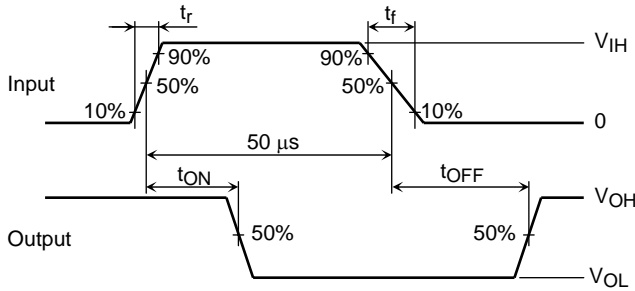 tr
tf
VIH
90%
90%
Input
50%
50%
10%
10%
0
50 μs
tON
tOFF
VOH
Output
50%
50%
VOL